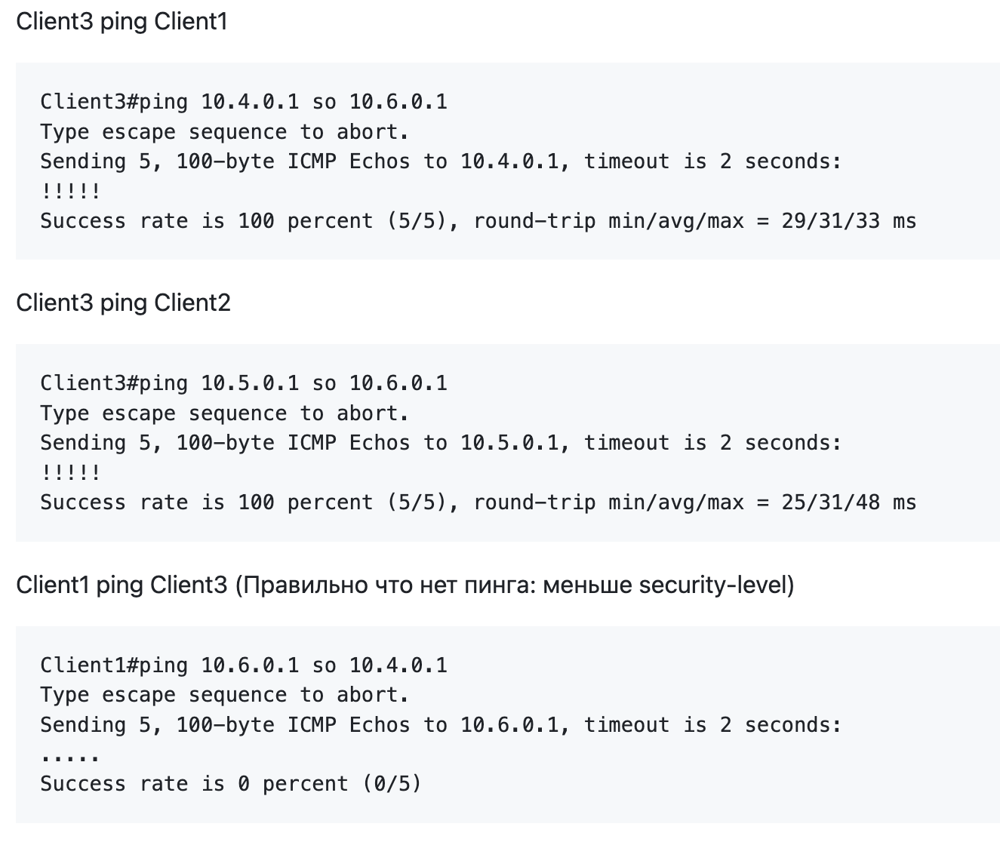 Client3 ping Client1
Client3#ping 10.4.0.1 so 10.6.0.1
Type escape sequence to abort.
Sending 5, 100-byte ICMP Echos to 10.4.0.1, timeout is 2 seconds:
!!!!!
Success rate is 100 percent (5/5), round-trip min/avg/max = 29/31/33 ms
Client3 ping Client2
Client3#ping 10.5.0.1 so 10.6.0.1
Type escape sequence to abort.
Sending 5, 100-byte ICMP Echos to 10.5.0.1, timeout is 2 seconds:
!!!!!
Success rate is 100 percent (5/5), round-trip min/avg/max = 25/31/48 ms
Client1 ping Client3 (Правильно что нет пинга: меньше security-level)
Client1#ping 10.6.0.1 so 10.4.0.1
Type escape sequence to abort.
Sending 5, 100-byte ICMP Echos to 10.6.0.1, timeout is 2 seconds:
.....
Success rate is 0 percent (0/5)